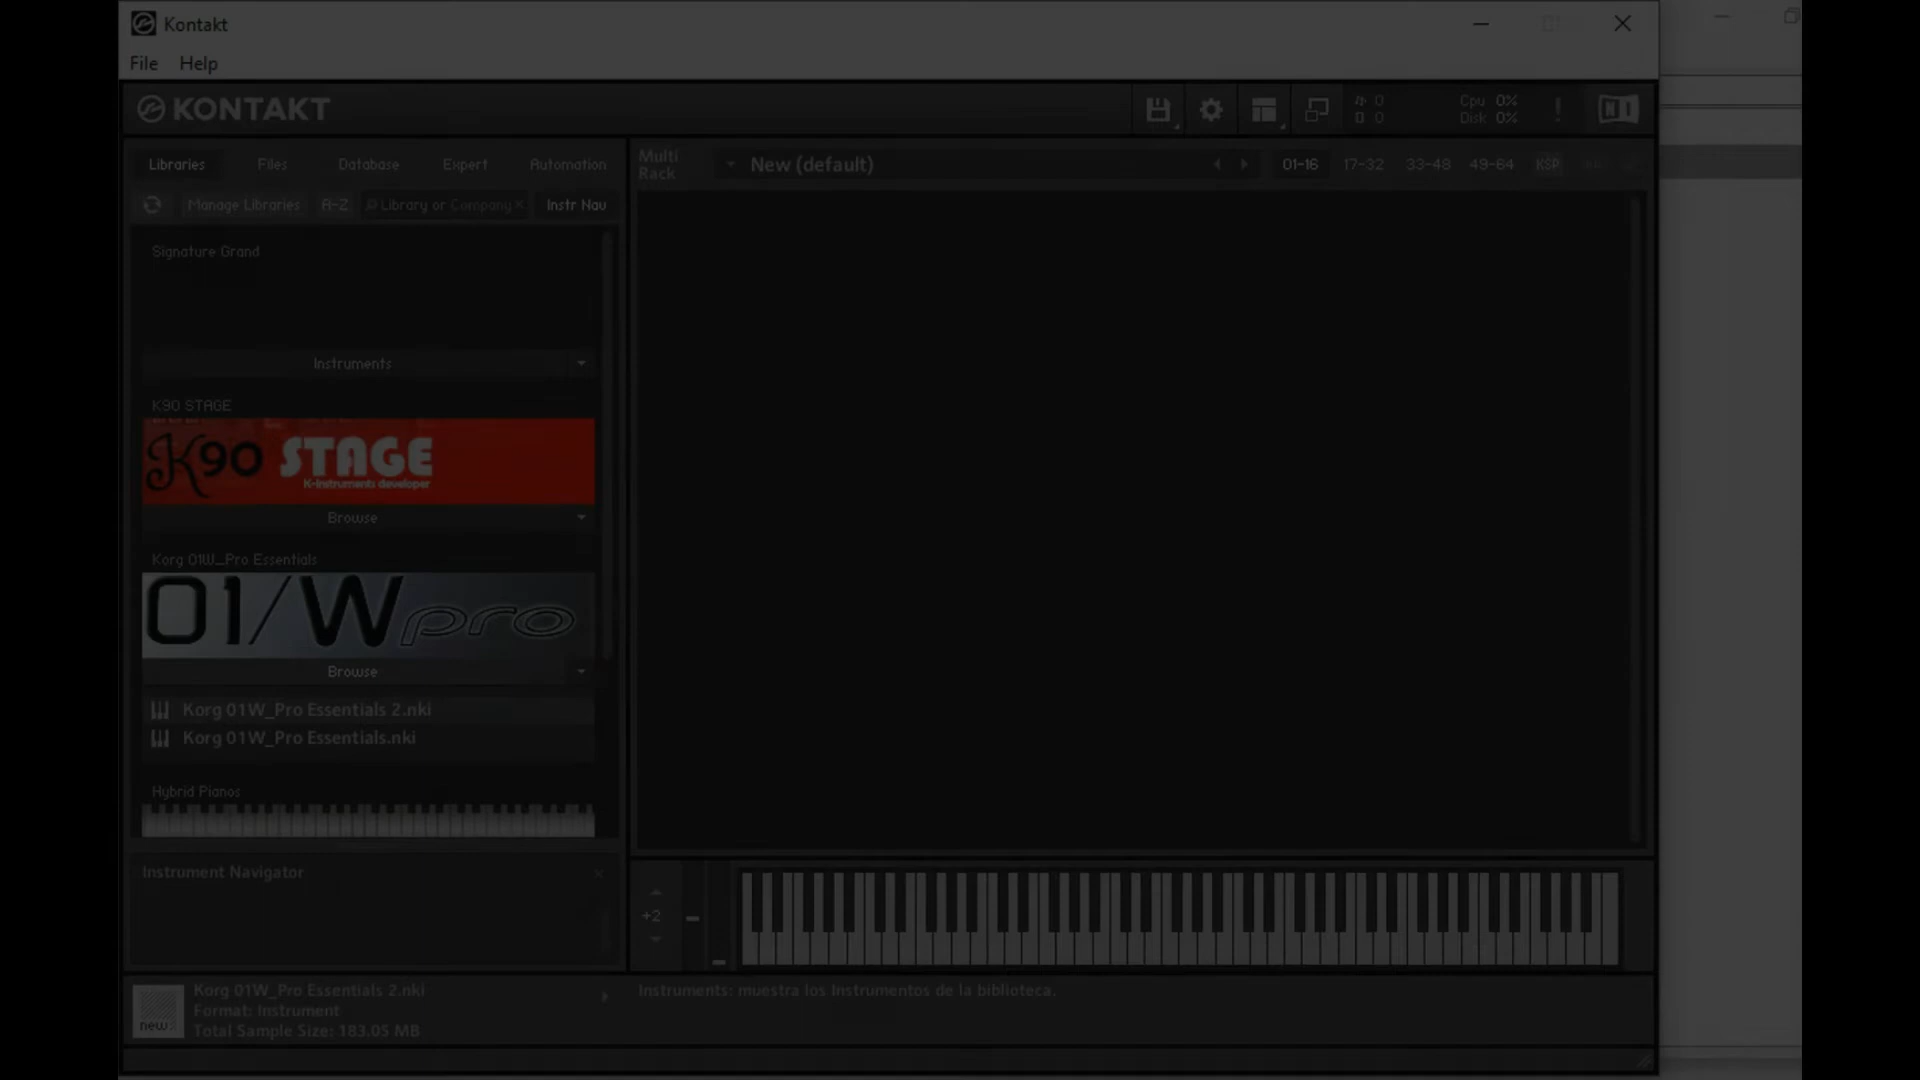 Kontakt
File Help
KONTAKT
0
0
Cpu 0%
Disk 0%
!
NI
Libraries Files Database Expert Automation
Multi
Rack
New (default)
01-16 17-32 33-48 49-64 KSP
Manage Libraries A-Z Library or Company × Instr Nav
Signature Grand
Instruments
K90 STAGE
K90 STAGE
K-Instruments developer
Browse
Korg 01W_Pro Essentials
01/W pro
Browse
Korg 01W_Pro Essentials 2.nki
Korg 01W_Pro Essentials.nki
Hybrid Pianos
Instrument Navigator
+2
new
Korg 01W_Pro Essentials 2.nki
Format: Instrument
Total Sample Size: 183.05 MB
Instruments: muestra los Instrumentos de la biblioteca.